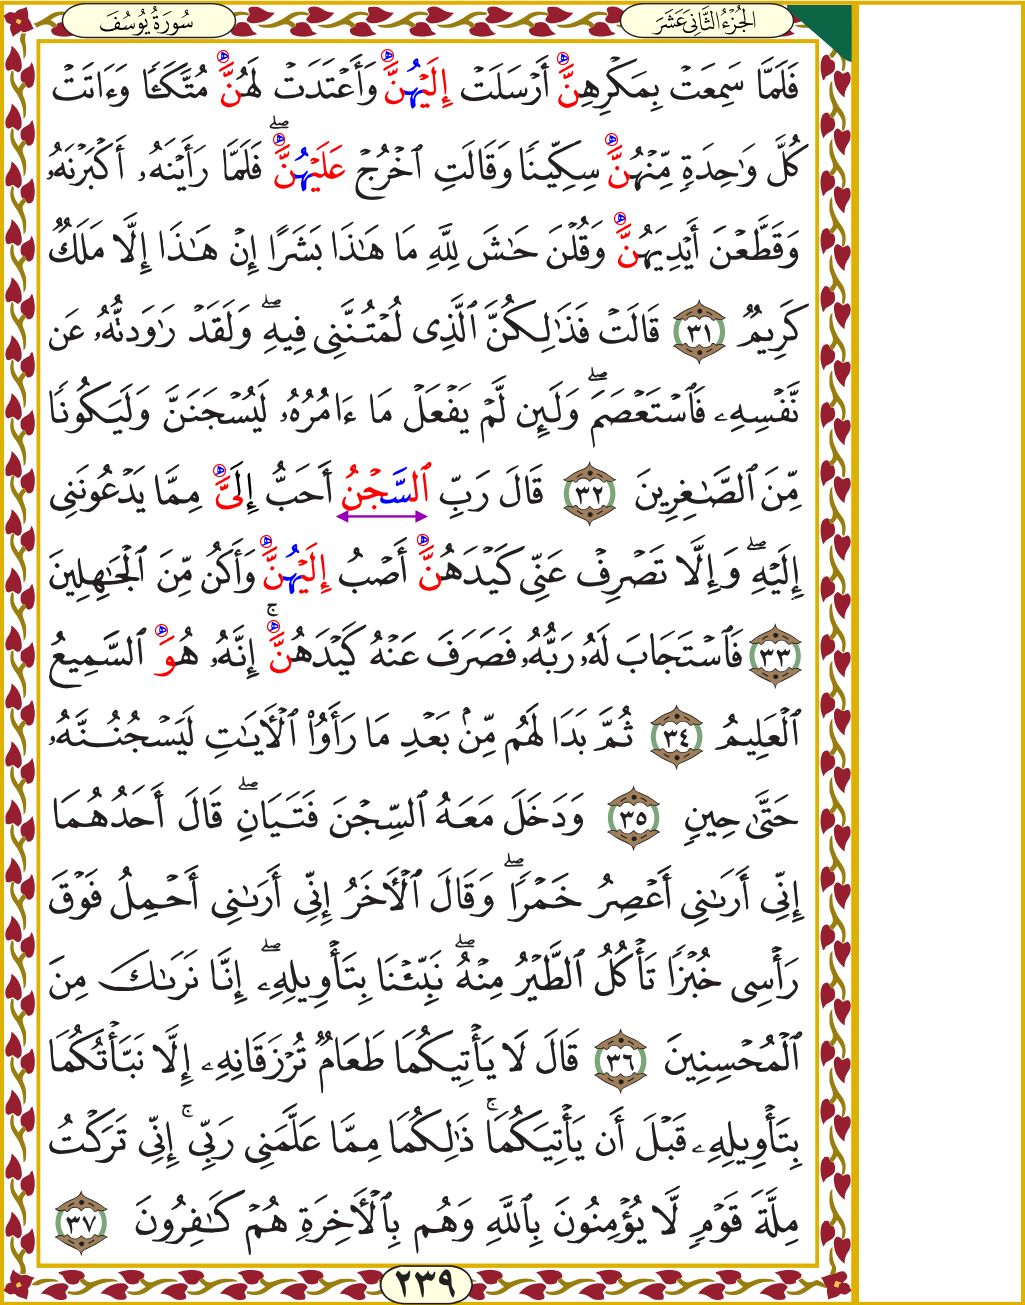 الجُزْءُ الثَّانِيَ عَشَرَ
سُورَةُ يُوسُفَ
فَلَمَّا سَمِعَتْ بِمَكْرِهِنَّ أَرْسَلَتْ إِلَيْهُنَّ وَأَعْتَدَتْ لَهُنَّ مُتَّكَـًٔا وَءَاتَتْ
كُلَّ وَٰحِدَةٍ مِّنْهُنَّ سِكِّينًا وَقَالَتِ ٱخْرُجْ عَلَيْهُنَّ ۖ فَلَمَّا رَأَيْنَهُۥ أَكْبَرْنَهُۥ
وَقَطَّعْنَ أَيْدِيَهُنَّ وَقُلْنَ حَـٰشَ لِلَّهِ مَا هَـٰذَا بَشَرًا إِنْ هَـٰذَا إِلَّا مَلَكٌ
كَرِيمٌ ٣١ قَالَتْ فَذَٰلِكُنَّ ٱلَّذِى لُمْتُنَّنِى فِيهِ ۖ وَلَقَدْ رَٰوَدتُّهُۥ عَن
نَّفْسِهِۦ فَٱسْتَعْصَمَ ۖ وَلَئِن لَّمْ يَفْعَلْ مَا ءَامُرُهُۥ لَيُسْجَنَنَّ وَلَيَكُونًا
مِّنَ ٱلصَّـٰغِرِينَ ٣٢ قَالَ رَبِّ ٱلسَّجْنُ أَحَبُّ إِلَىَّ مِمَّا يَدْعُونَنِى
إِلَيْهِ ۖ وَإِلَّا تَصْرِفْ عَنِّى كَيْدَهُنَّ أَصْبُ إِلَيْهُنَّ وَأَكُن مِّنَ ٱلْجَـٰهِلِينَ
٣٣ فَٱسْتَجَابَ لَهُۥ رَبُّهُۥ فَصَرَفَ عَنْهُ كَيْدَهُنَّ ۚ إِنَّهُۥ هُوَ ٱلسَّمِيعُ
ٱلْعَلِيمُ ٣٤ ثُمَّ بَدَا لَهُم مِّنۢ بَعْدِ مَا رَأَوُا۟ ٱلْأَيَـٰتِ لَيَسْجُنُنَّهُۥ
حَتَّىٰ حِينٍ ٣٥ وَدَخَلَ مَعَهُ ٱلسِّجْنَ فَتَيَانِ ۖ قَالَ أَحَدُهُمَا
إِنِّى أَرَىٰنِى أَعْصِرُ خَمْرًا ۖ وَقَالَ ٱلْأَخَرُ إِنِّى أَرَىٰنِى أَحْمِلُ فَوْقَ
رَأْسِى خُبْزًا تَأْكُلُ ٱلطَّيْرُ مِنْهُ ۖ نَبِّئْنَا بِتَأْوِيلِهِۦ ۖ إِنَّا نَرَىٰكَ مِنَ
ٱلْمُحْسِنِينَ ٣٦ قَالَ لَا يَأْتِيكُمَا طَعَامٌ تُرْزَقَانِهِۦ إِلَّا نَبَّأْتُكُمَا
بِتَأْوِيلِهِۦ قَبْلَ أَن يَأْتِيَكُمَا ۚ ذَٰلِكُمَا مِمَّا عَلَّمَنِى رَبِّى ۚ إِنِّى تَرَكْتُ
مِلَّةَ قَوْمٍ لَّا يُؤْمِنُونَ بِٱللَّهِ وَهُم بِٱلْأَخِرَةِ هُمْ كَـٰفِرُونَ ٣٧
٢٣٩